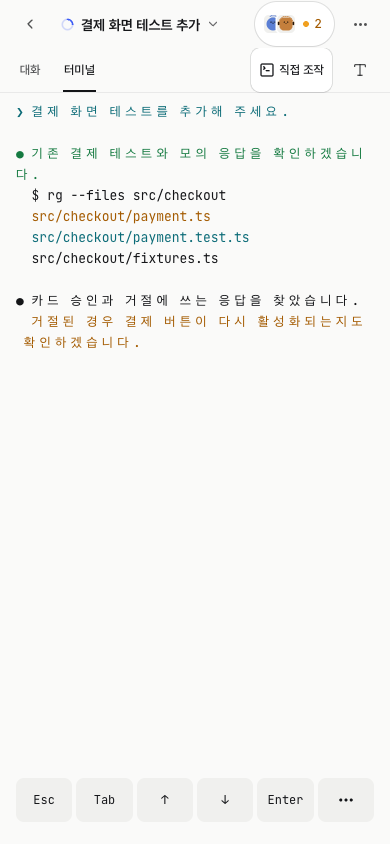 결제 화면 테스트 추가
2
대화
터미널
직접 조작
❯ 결제 화면 테스트를 추가해 주세요.
● 기존 결제 테스트와 모의 응답을 확인하겠습니
다.
$ rg --files src/checkout
src/checkout/payment.ts
src/checkout/payment.test.ts
src/checkout/fixtures.ts
● 카드 승인과 거절에 쓰는 응답을 찾았습니다.
거절된 경우 결제 버튼이 다시 활성화되는지도
확인하겠습니다.
Esc
Tab
↑
↓
Enter
•••